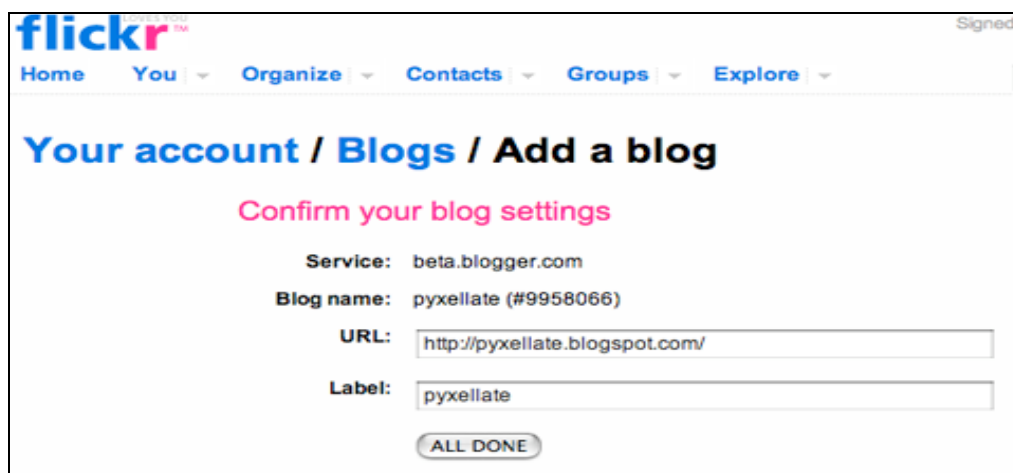 LOVES YOU
flickr™
Signed
Home You Organize Contacts Groups Explore
Your account / Blogs / Add a blog
Confirm your blog settings
Service: beta.blogger.com
Blog name: pyxellate (#9958066)
URL: http://pyxellate.blogspot.com/
Label: pyxellate
ALL DONE